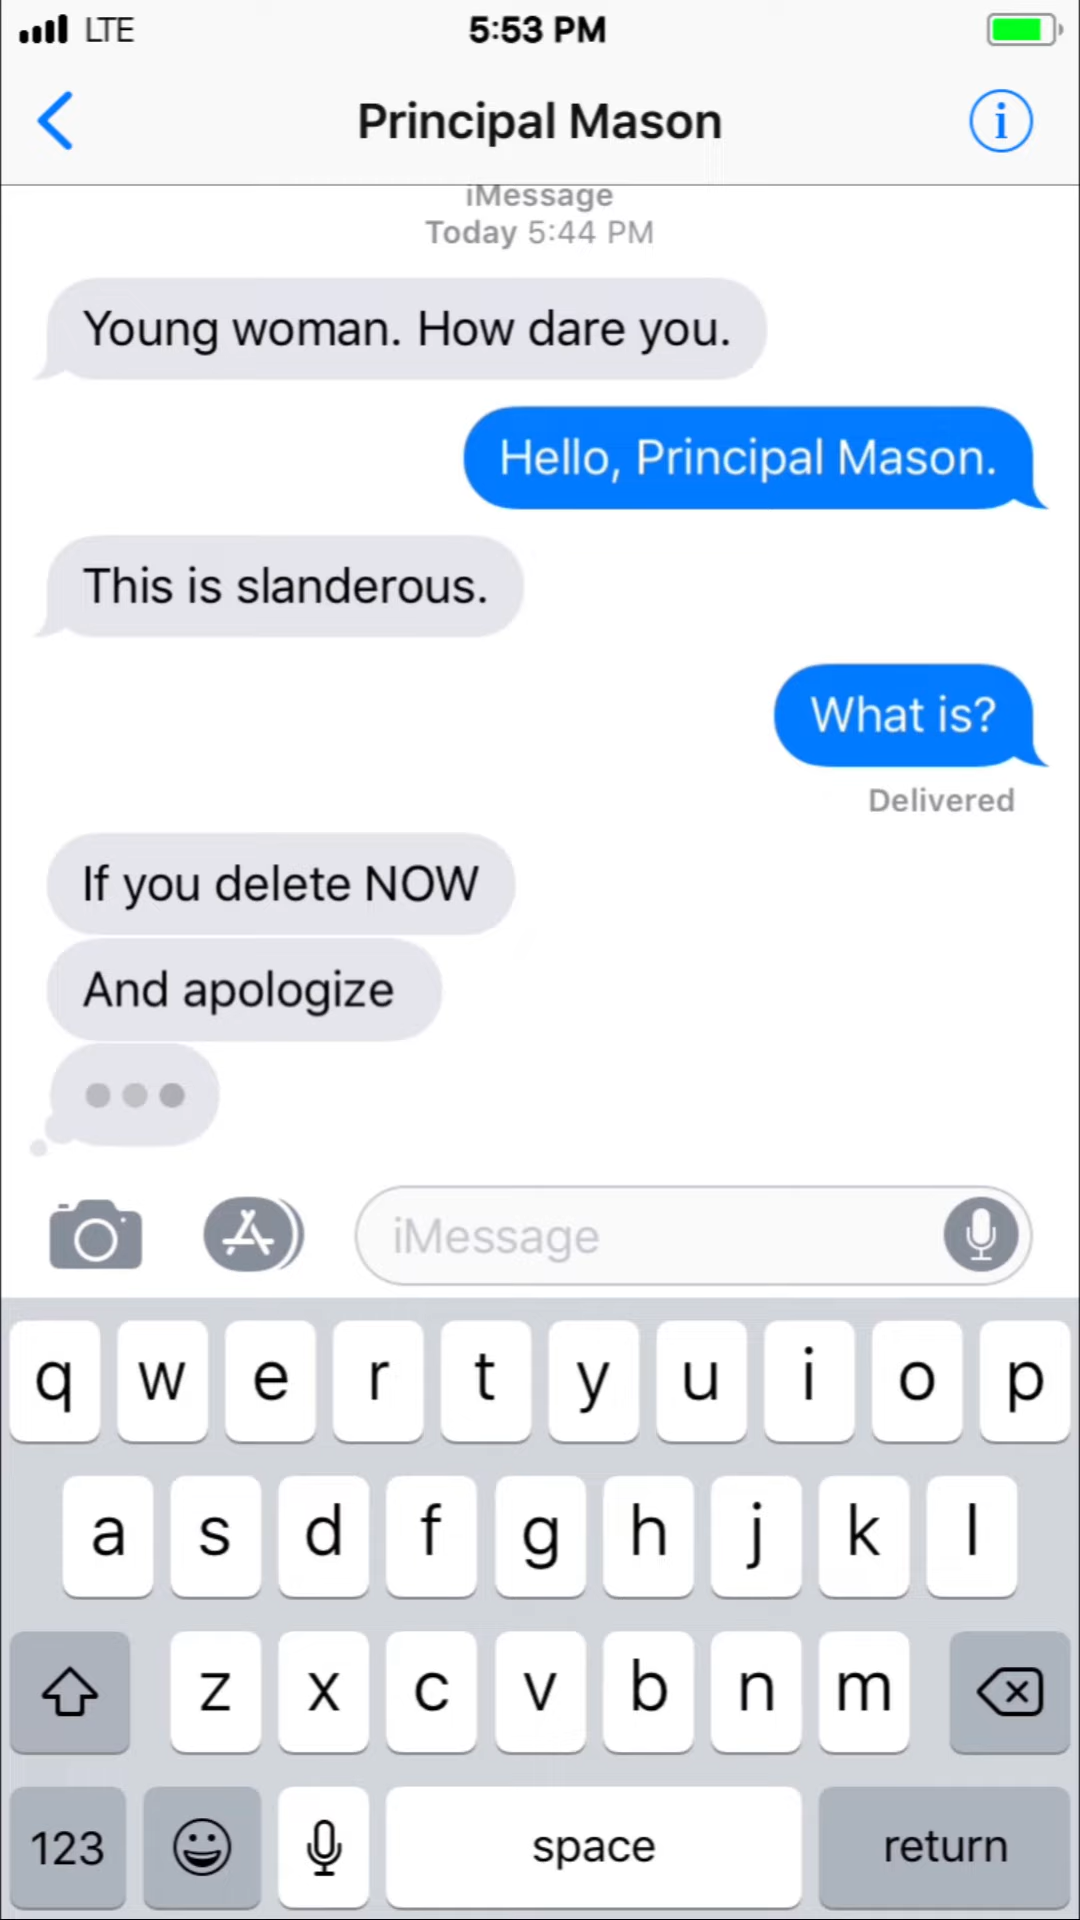 LTE 5:53 PM
Principal Mason
iMessage
Today 5:44 PM
Young woman. How dare you.
Hello, Principal Mason.
This is slanderous.
What is?
Delivered
If you delete NOW
And apologize
iMessage
q w e r t y u i o p
a s d f g h j k l
z x c v b n m
123 space return